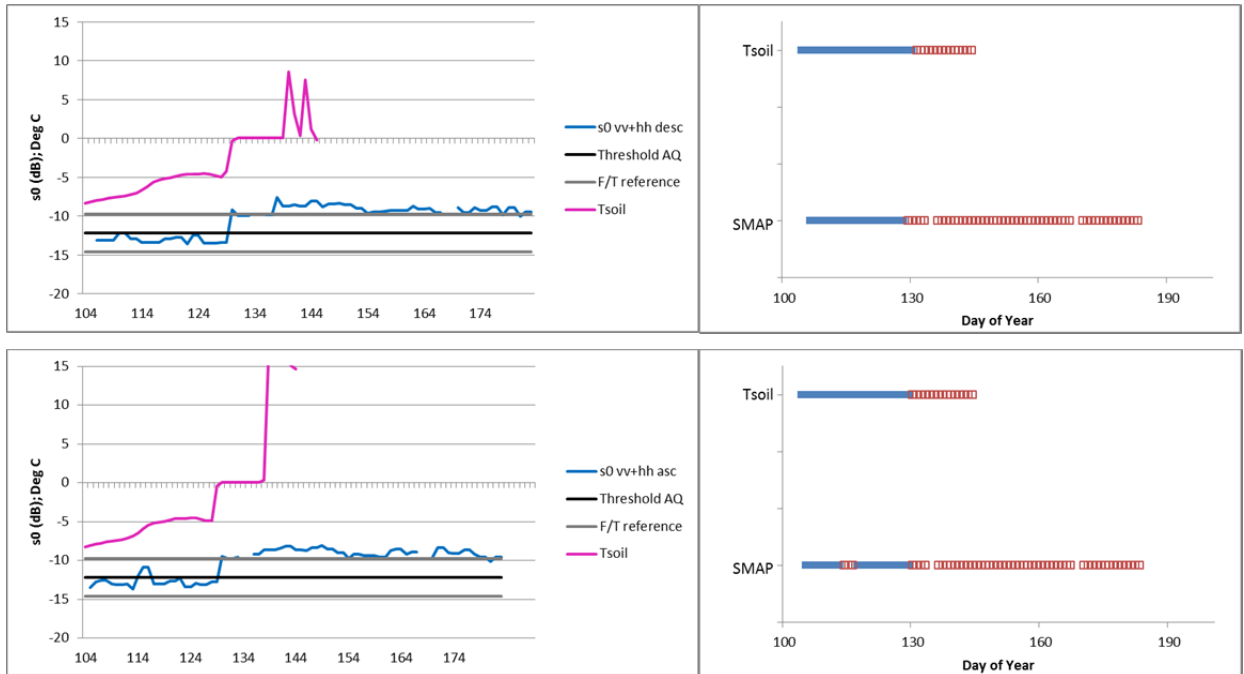 15
10
5
0
-5
-10
-15
-20
s0 (dB); Deg C
104 114 124 134 144 154 164 174
s0 vv+hh desc
Threshold AQ
F/T reference
Tsoil
Tsoil
SMAP
100 130 160 190
Day of Year
15
10
5
0
-5
-10
-15
-20
s0 (dB); Deg C
104 114 124 134 144 154 164 174
s0 vv+hh asc
Threshold AQ
F/T reference
Tsoil
Tsoil
SMAP
100 130 160 190
Day of Year